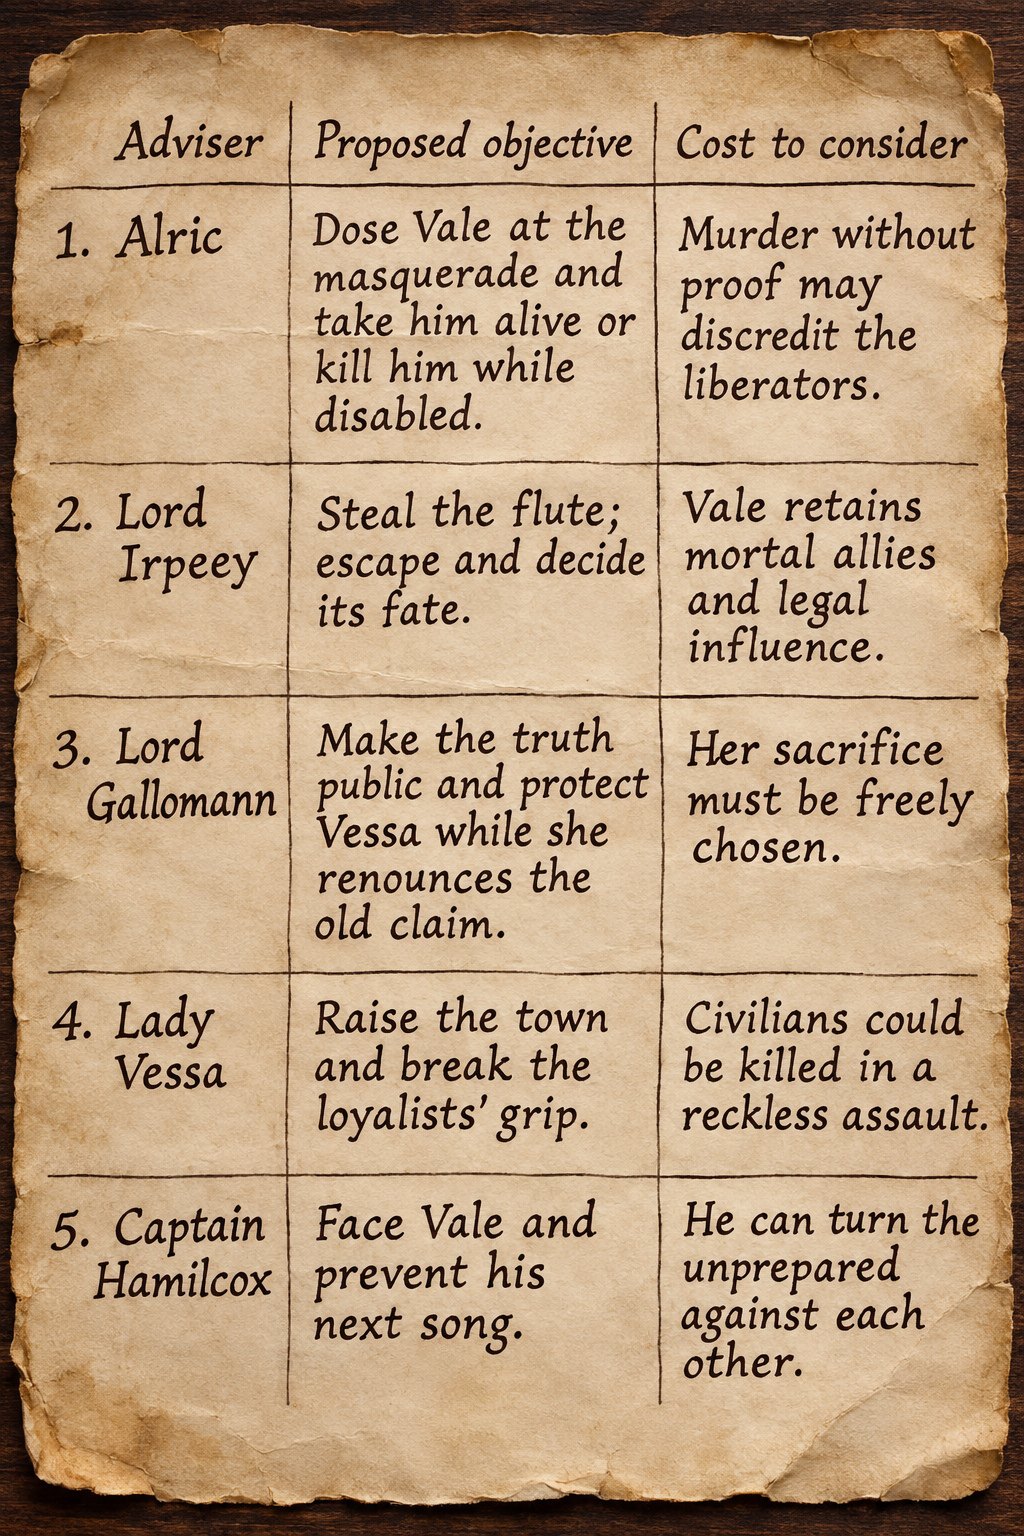 Adviser | Proposed objective | Cost to consider
1. Alric
Dose Vale at the
masquerade and
take him alive or
kill him while
disabled.
Murder without
proof may
discredit the
liberators.
2. Lord
Irpeey
Steal the flute;
escape and decide
its fate.
Vale retains
mortal allies
and legal
influence.
3. Lord
Gallomann
Make the truth
public and protect
Vessa while she
renounces the
old claim.
Her sacrifice
must be freely
chosen.
4. Lady
Vessa
Raise the town
and break the
loyalists’ grip.
Civilians could
be killed in a
reckless assault.
5. Captain
Hamilcox
Face Vale and
prevent his
next song.
He can turn the
unprepared
against each
other.